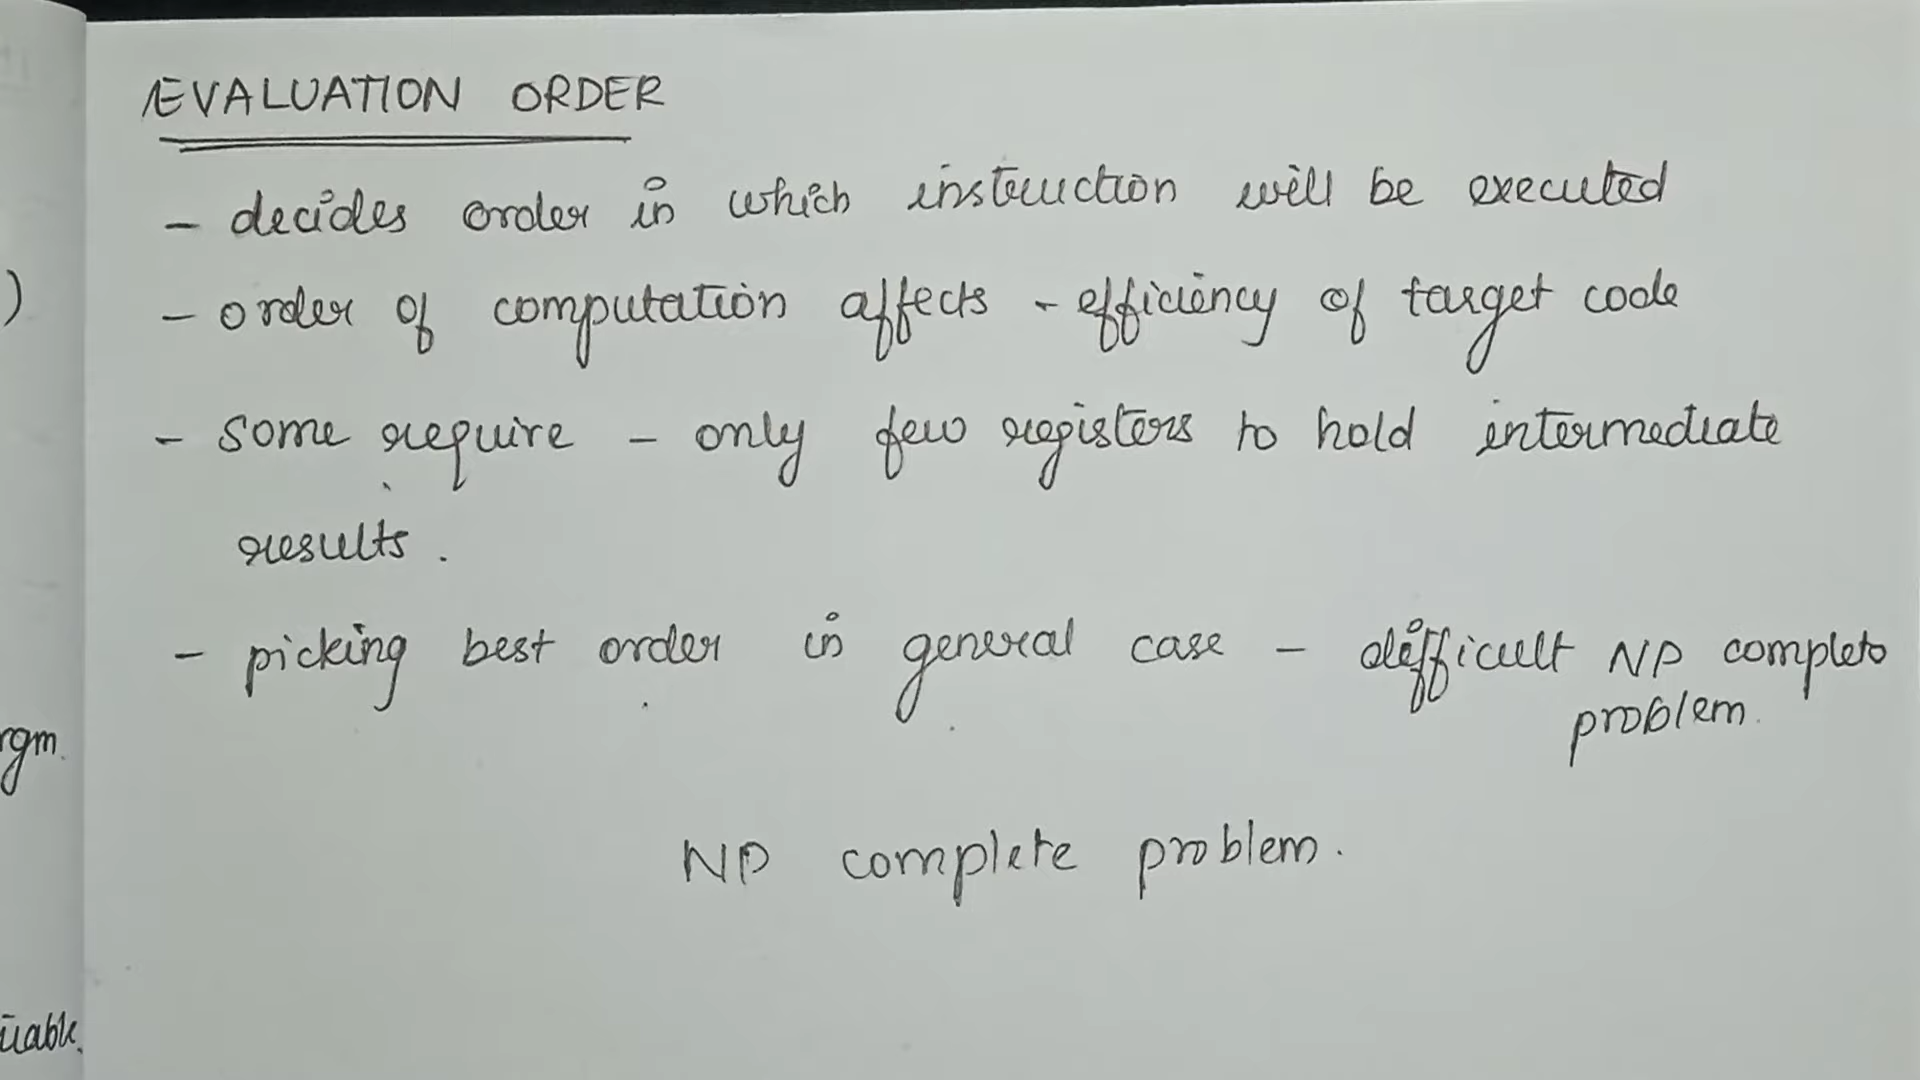 EVALUATION ORDER
- decides order in which instruction will be executed
- order of computation affects - efficiency of target code
- some require - only few registers to hold intermediate
results.
- picking best order in general case - difficult NP complete
problem.
NP complete problem.
)
rgm.